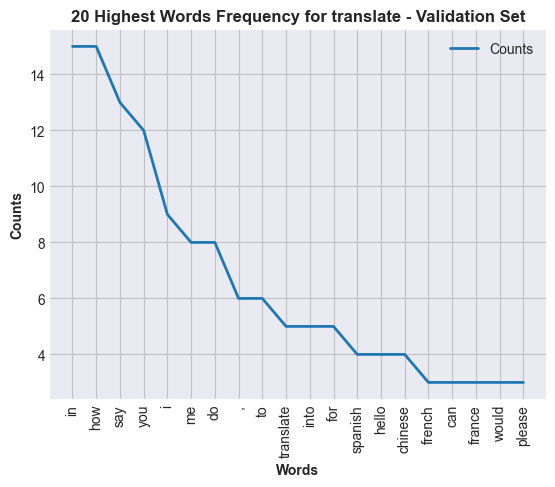 20 Highest Words Frequency for translate - Validation Set
Counts
Counts
14
12
10
8
6
4
in
how
say
you
i
me
do
,
to
translate
into
for
spanish
hello
chinese
french
can
france
would
please
Words